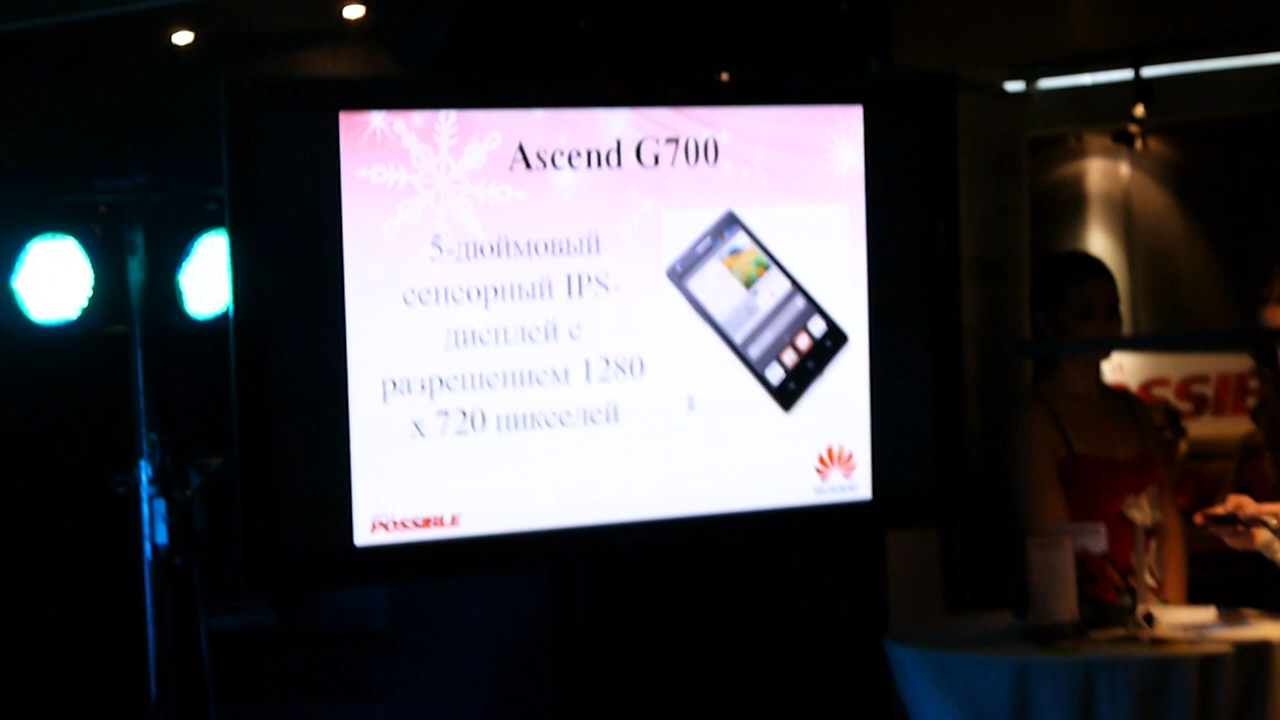 Ascend G700
5-дюймовый
сенсорный IPS-
дисплей с
разрешением 1280
х 720 пикселей
POSSIBLE